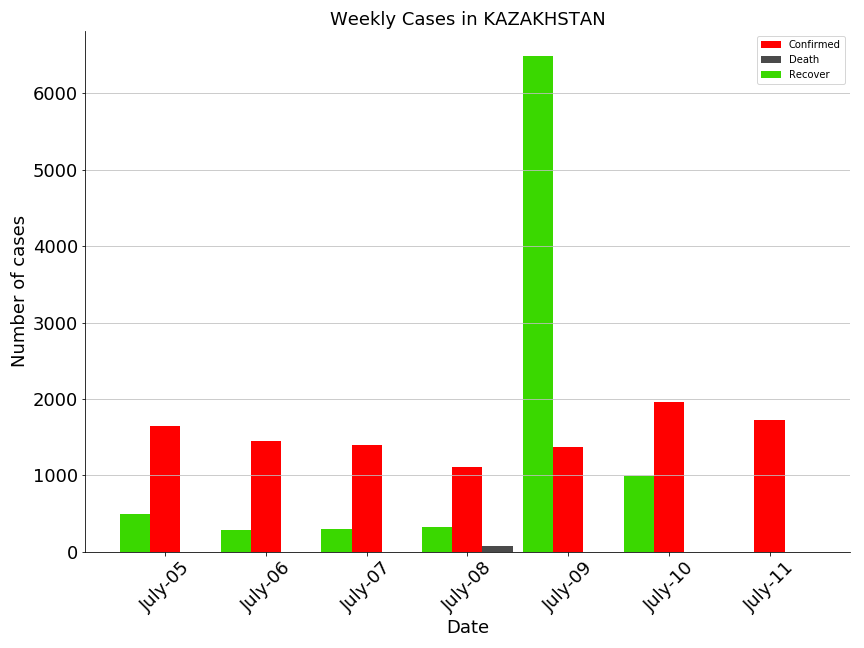 Weekly Cases in KAZAKHSTAN
Confirmed
Death
Recover
Number of cases
6000
5000
4000
3000
2000
1000
0
July-05
July-06
July-07
July-08
July-09
July-10
July-11
Date